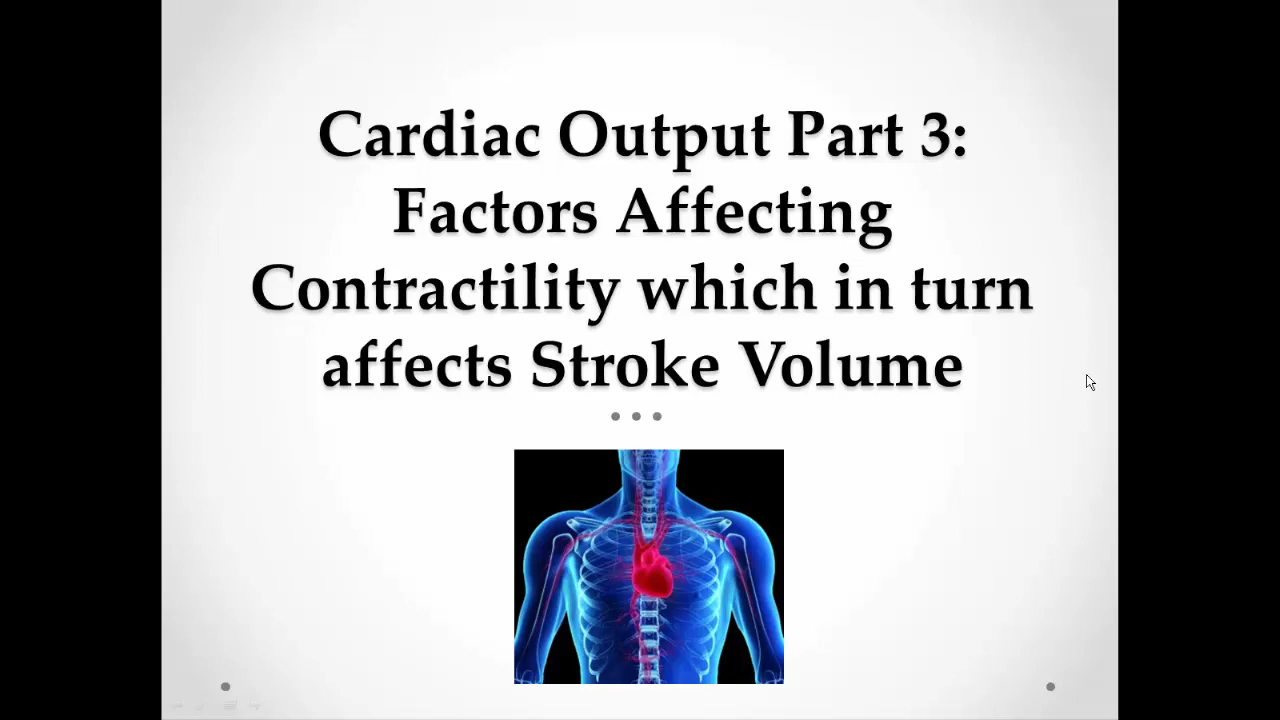 Cardiac Output Part 3:
Factors Affecting
Contractility which in turn
affects Stroke Volume